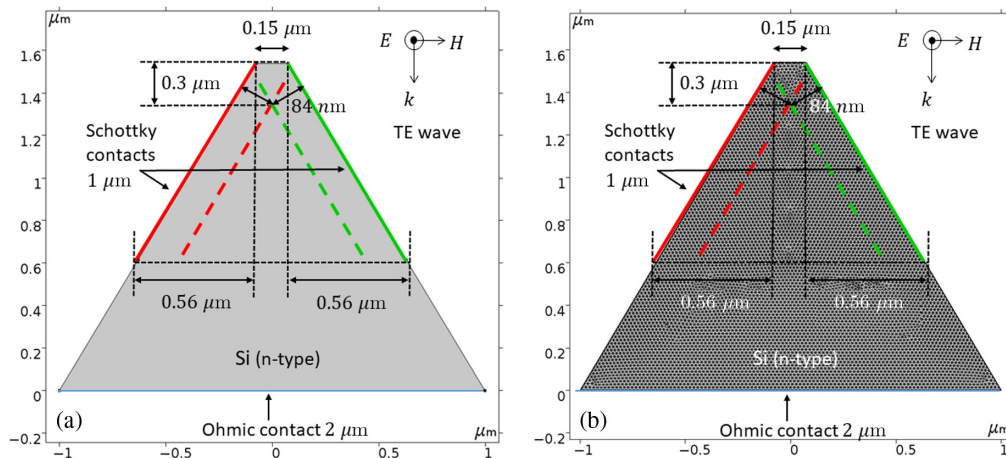 μm
0.15 μm
1.6
0.3 μm
E
H
k
84 nm
TE wave
1.4
1.2
Schottky
contacts
1 μm
1
0.8
0.6
0.56 μm
0.56 μm
0.4
Si (n-type)
0.2
0
(a)
Ohmic contact 2 μm
μm
−0.2
−1
−0.5
0
0.5
1
μm
0.15 μm
1.6
0.3 μm
E
H
k
84 nm
TE wave
1.4
1.2
Schottky
contacts
1 μm
1
0.8
0.6
0.56 μm
0.56 μm
0.4
Si (n-type)
0.2
0
(b)
Ohmic contact 2 μm
μm
−0.2
−1
−0.5
0
0.5
1